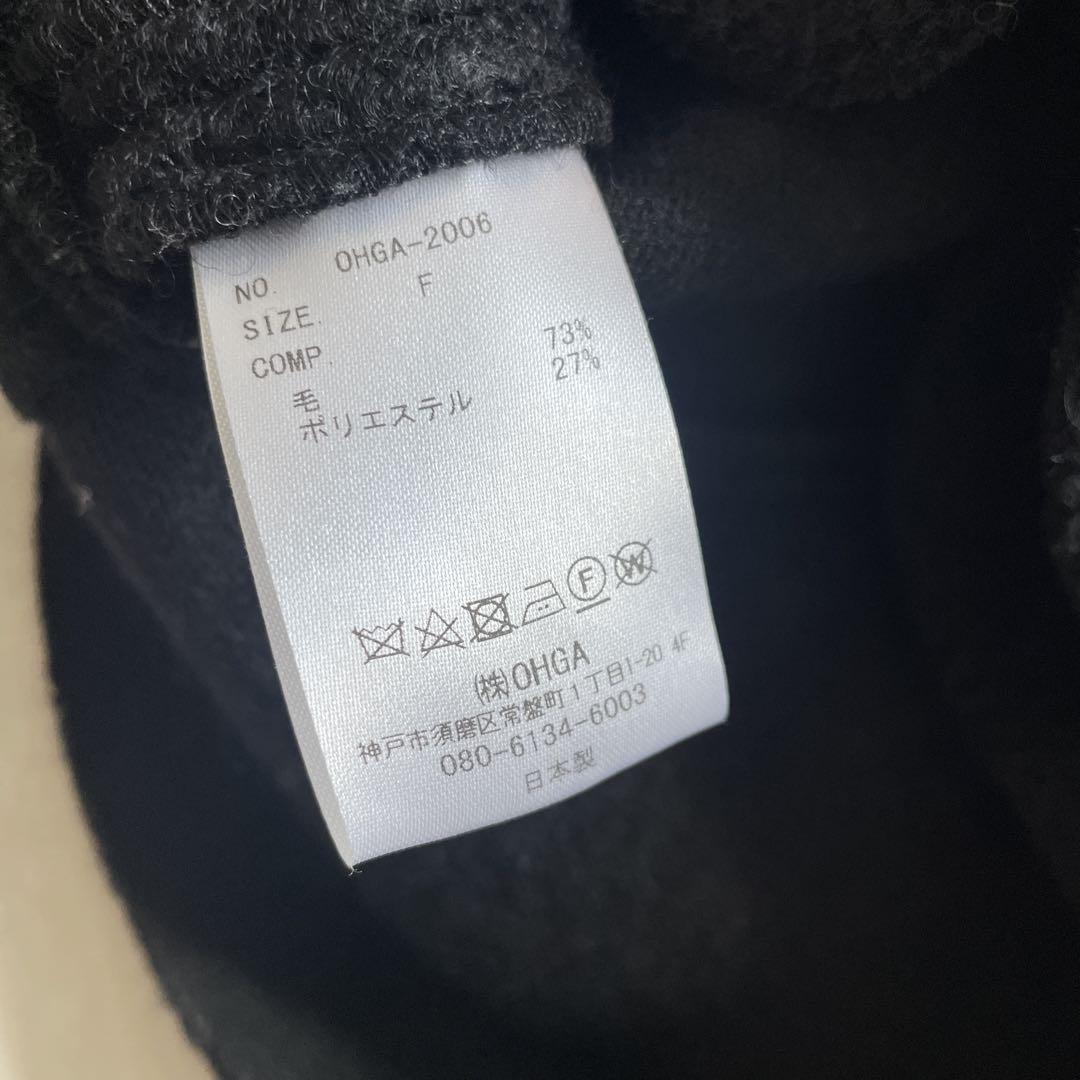 NO. OHGA-2006
SIZE. F
COMP.
毛 73%
ポリエステル 27%
F W
㈱OHGA
神戸市須磨区常盤町1丁目1-20 4F
080-6134-6003
日本製